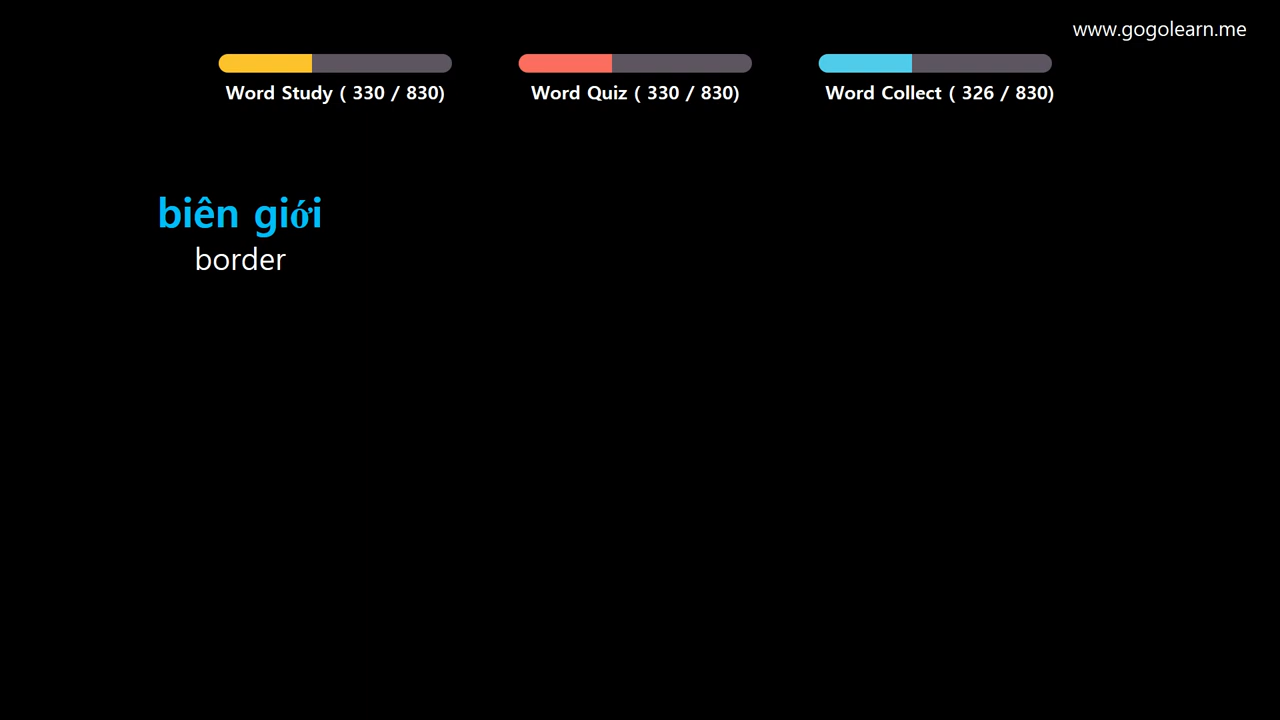 www.gogolearn.me
Word Study ( 330 / 830)
Word Quiz ( 330 / 830)
Word Collect ( 326 / 830)
biên giới
border